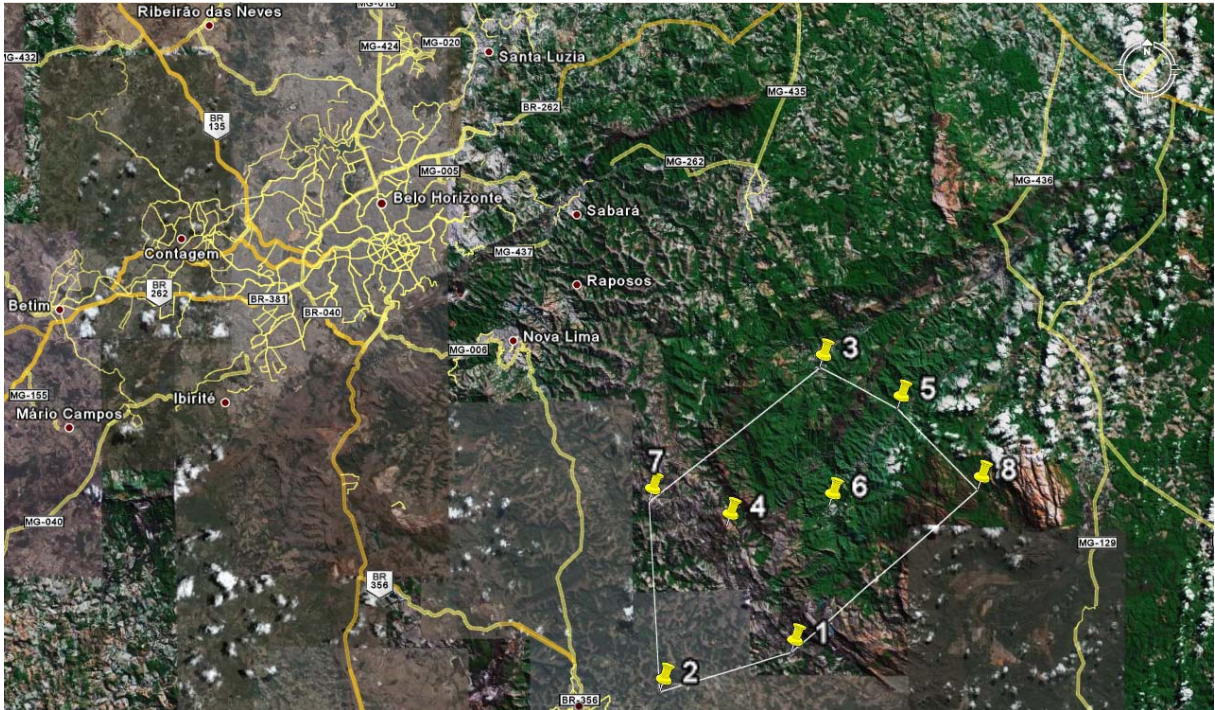 Ribeirão das Neves
MG-010
MG-020
MG-424
MG-432
Santa Luzia
N
MG-435
BR-262
BR
135
MG-262
MG-005
MG-436
Belo Horizonte
Sabará
Contagem
MG-437
BR
262
Raposos
Betim
BR-381
BR-040
Nova Lima
MG-006
3
MG-155
Ibirité
5
Mário Campos
7
8
6
4
MG-040
MG-129
BR
356
1
2
BR-356